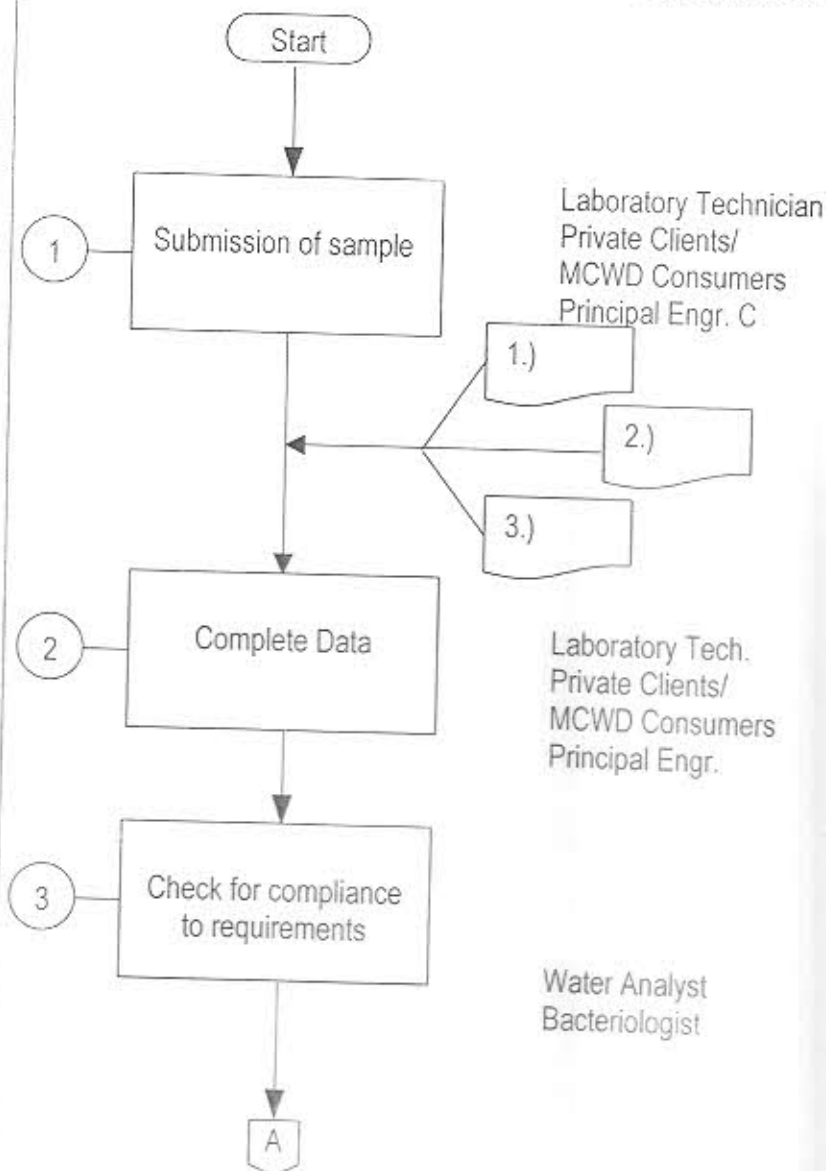 Start
1
Submission of sample
Laboratory Technician
Private Clients/
MCWD Consumers
Principal Engr. C
1.)
2.)
3.)
2
Complete Data
Laboratory Tech.
Private Clients/
MCWD Consumers
Principal Engr.
3
Check for compliance
to requirements
Water Analyst
Bacteriologist
A